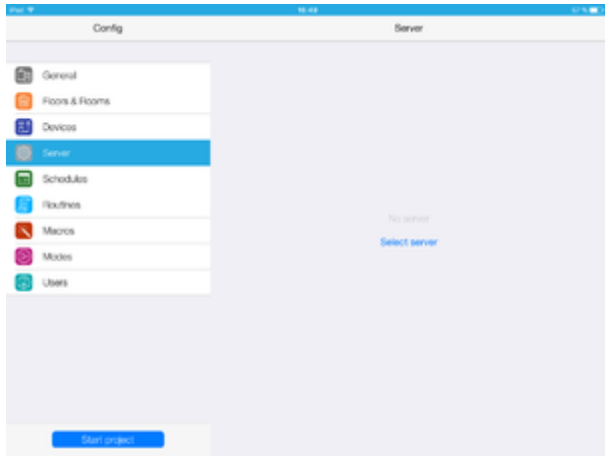 iPad 16:48 57 %
Config Server
General
Floors & Rooms
Devices
Server
Schedules
Routines
Macros
Modes
Users
No server
Select server
Start project